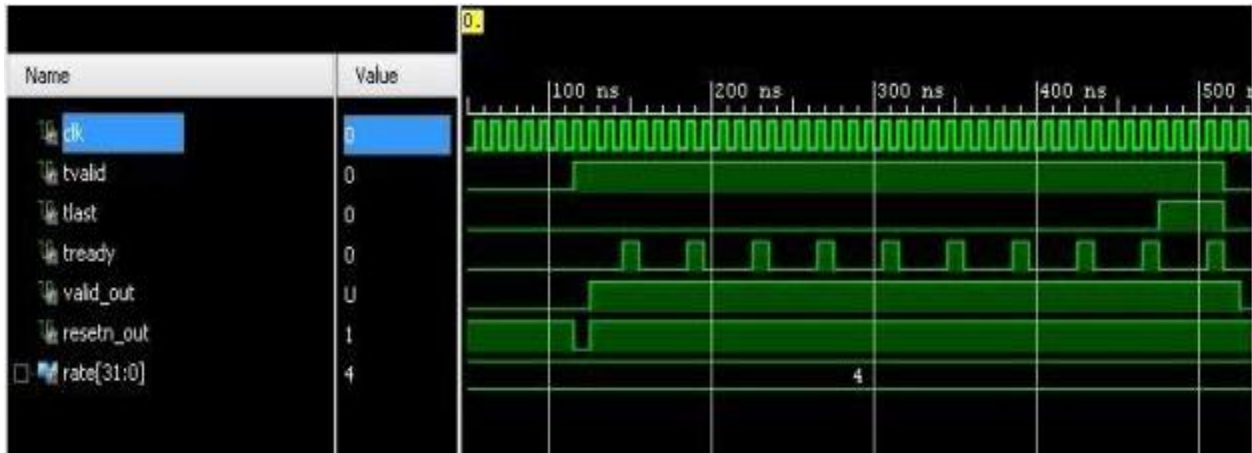 0.
Name Value
100 ns 200 ns 300 ns 400 ns 500 n
clk 0
tvalid 0
tlast 0
tready 0
valid_out U
resetn_out 1
rate[31:0] 4 4